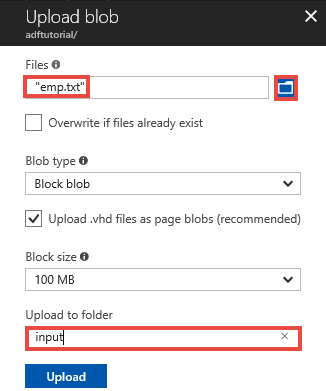 Upload blob
adftutorial/
Files
"emp.txt"
Overwrite if files already exist
Blob type
Block blob
Upload .vhd files as page blobs (recommended)
Block size
100 MB
Upload to folder
input
Upload